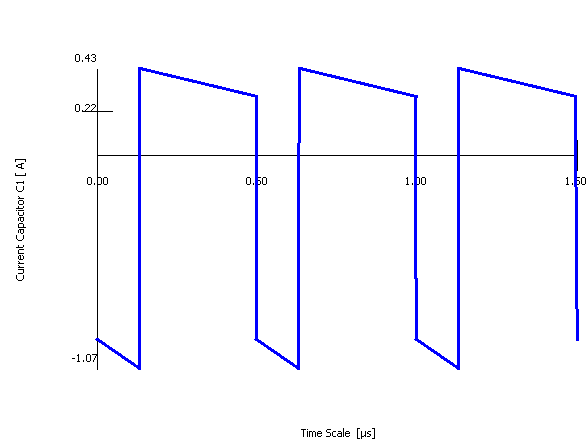 0.43
0.22
0.00 0.50 1.00 1.50
-1.07
Current Capacitor C1 [ A]
Time Scale [µs]